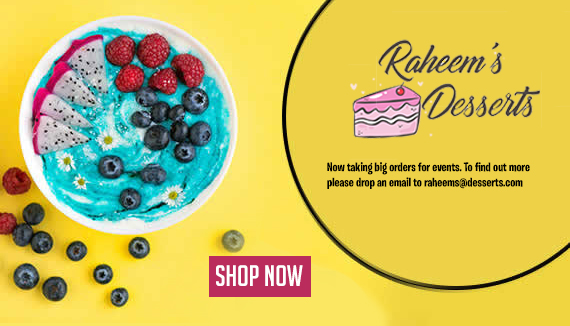 Raheem's
Desserts
Now taking big orders for events. To find out more
please drop an email to raheems@desserts.com
SHOP NOW